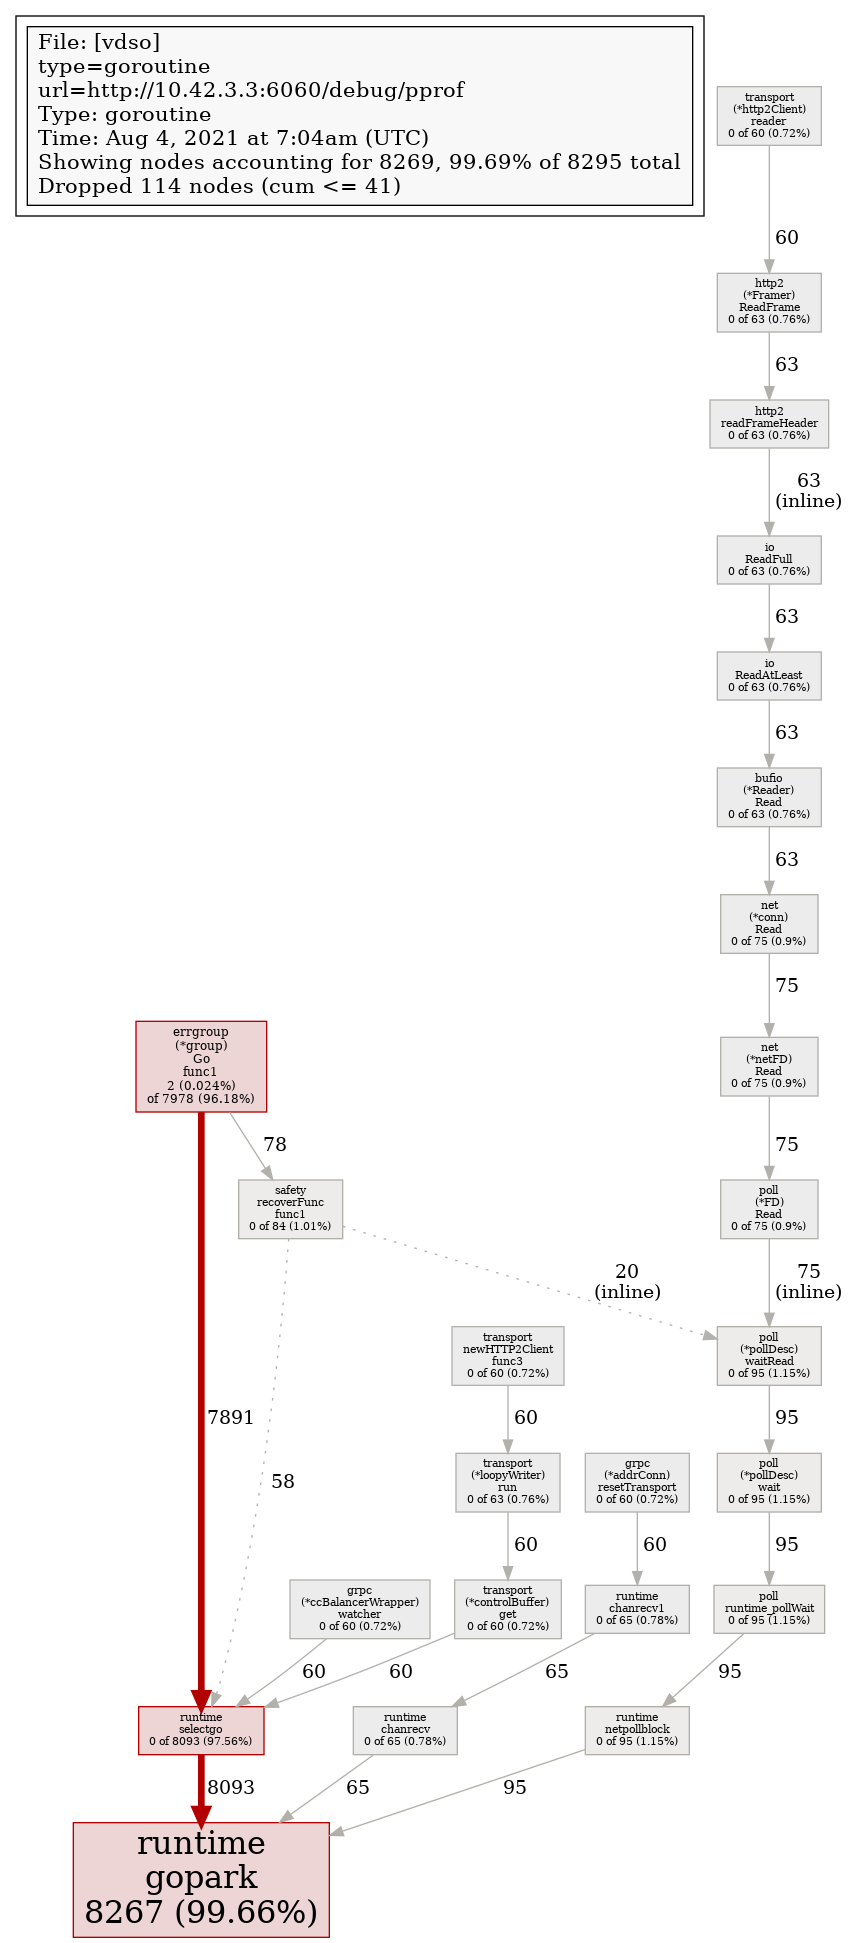 File: [vdso]
type=goroutine
url=http://10.42.3.3:6060/debug/pprof
Type: goroutine
Time: Aug 4, 2021 at 7:04am (UTC)
Showing nodes accounting for 8269, 99.69% of 8295 total
Dropped 114 nodes (cum <= 41)
transport
(*http2Client)
reader
0 of 60 (0.72%)
60
http2
(*Framer)
ReadFrame
0 of 63 (0.76%)
63
http2
readFrameHeader
0 of 63 (0.76%)
63
(inline)
io
ReadFull
0 of 63 (0.76%)
63
io
ReadAtLeast
0 of 63 (0.76%)
63
bufio
(*Reader)
Read
0 of 63 (0.76%)
63
net
(*conn)
Read
0 of 75 (0.9%)
75
errgroup
(*group)
Go
func1
2 (0.024%)
of 7978 (96.18%)
net
(*netFD)
Read
0 of 75 (0.9%)
78
75
safety
recoverFunc
func1
0 of 84 (1.01%)
poll
(*FD)
Read
0 of 75 (0.9%)
20
(inline)
75
(inline)
transport
newHTTP2Client
func3
0 of 60 (0.72%)
poll
(*pollDesc)
waitRead
0 of 95 (1.15%)
7891
60
95
58
transport
(*loopyWriter)
run
0 of 63 (0.76%)
grpc
(*addrConn)
resetTransport
0 of 60 (0.72%)
poll
(*pollDesc)
wait
0 of 95 (1.15%)
60
60
95
grpc
(*ccBalancerWrapper)
watcher
0 of 60 (0.72%)
transport
(*controlBuffer)
get
0 of 60 (0.72%)
runtime
chanrecv1
0 of 65 (0.78%)
poll
runtime_pollWait
0 of 95 (1.15%)
60
60
65
95
runtime
selectgo
0 of 8093 (97.56%)
runtime
chanrecv
0 of 65 (0.78%)
runtime
netpollblock
0 of 95 (1.15%)
8093
65
95
runtime
gopark
8267 (99.66%)